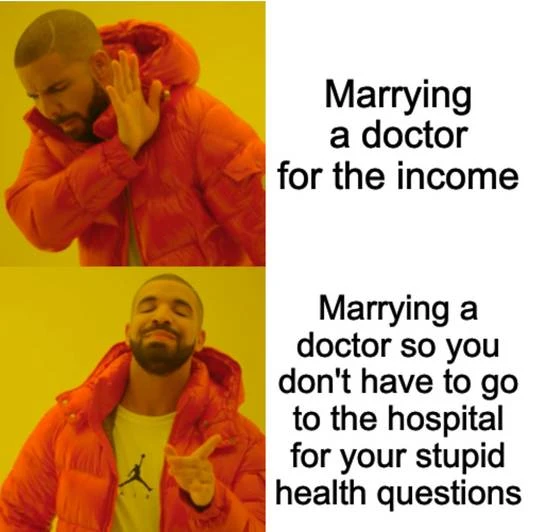 Marrying
a doctor
for the income
Marrying a
doctor so you
don't have to go
to the hospital
for your stupid
health questions